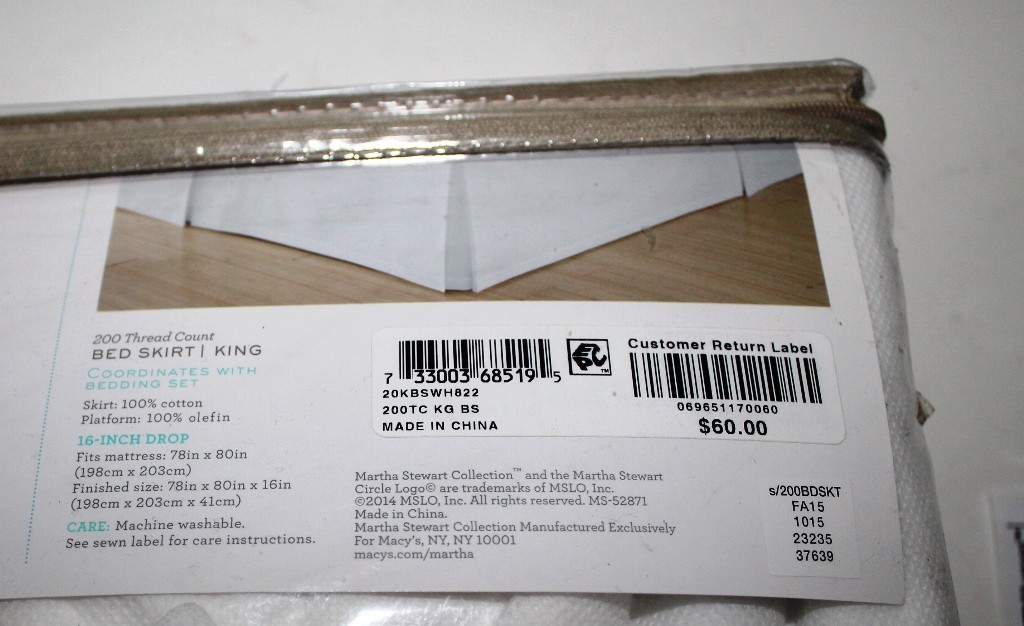 200 Thread Count
BED SKIRT | KING
COORDINATES WITH
BEDDING SET
Skirt: 100% cotton
Platform: 100% olefin
16-INCH DROP
Fits mattress: 78in x 80in
(198cm x 203cm)
Finished size: 78in x 80in x 16in
(198cm x 203cm x 41cm)
CARE: Machine washable.
See sewn label for care instructions.
7 33003 68519 5
20KBSWH822
200TC KG BS
MADE IN CHINA
EPC™
Customer Return Label
069651170060
$60.00
Martha Stewart Collection™ and the Martha Stewart
Circle Logo© are trademarks of MSLO, Inc.
©2014 MSLO, Inc. All rights reserved. MS-52871
Made in China.
Martha Stewart Collection Manufactured Exclusively
For Macy's, NY, NY 10001
macys.com/martha
s/200BDSKT
FA15
1015
23235
37639